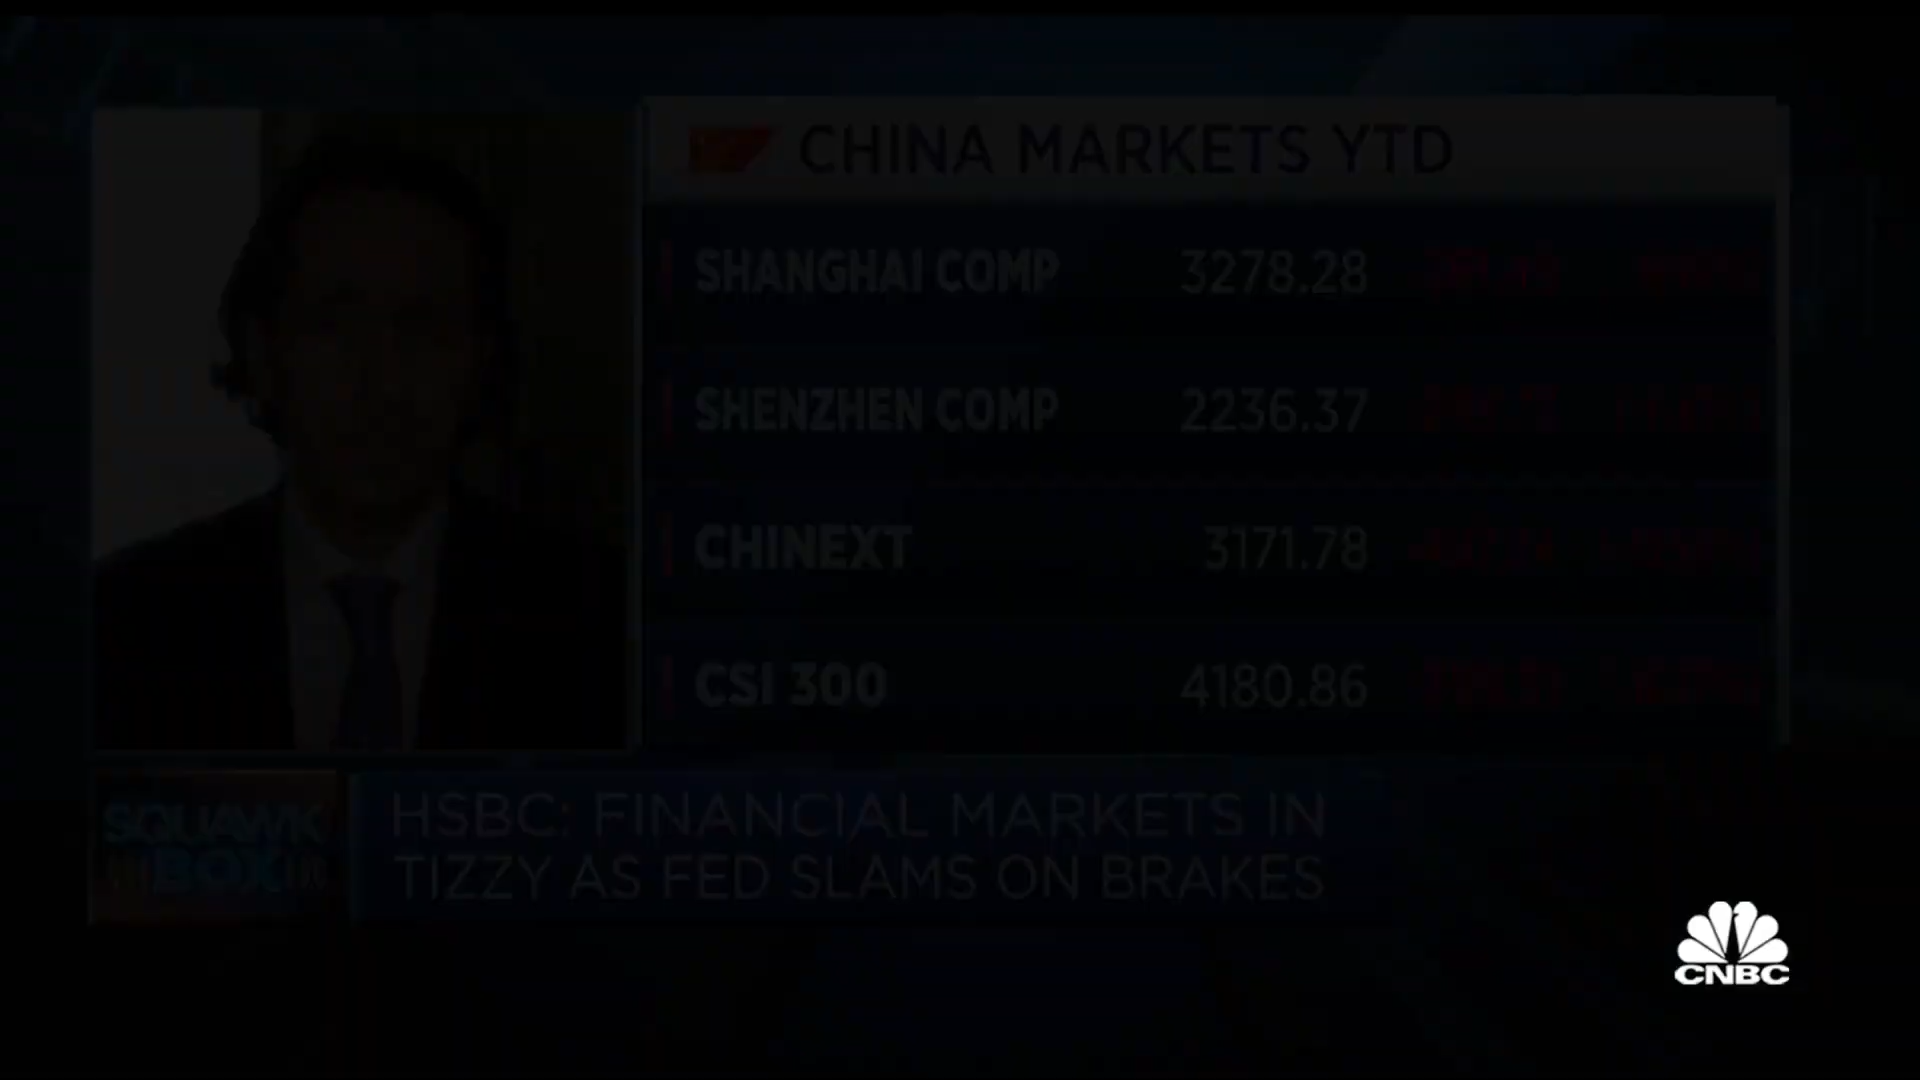 CHINA MARKETS YTD
SHANGHAI COMP 3278.28
SHENZHEN COMP 2236.37
CHINEXT 3171.78
CSI 300 4180.86
SQUAWK BOX
HSBC: FINANCIAL MARKETS IN
TIZZY AS FED SLAMS ON BRAKES
CNBC